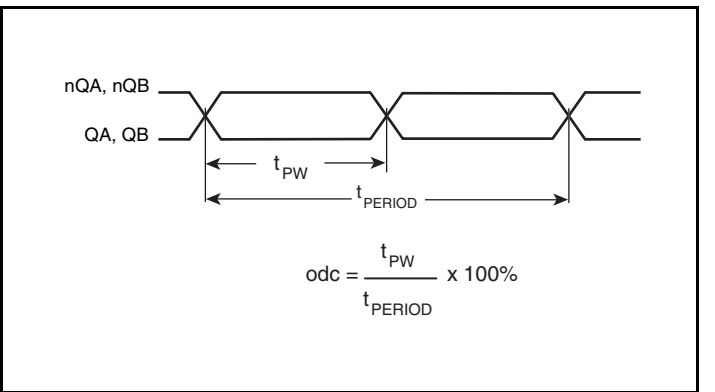 nQA, nQB
QA, QB
tPW
tPERIOD
odc = tPW / tPERIOD x 100%